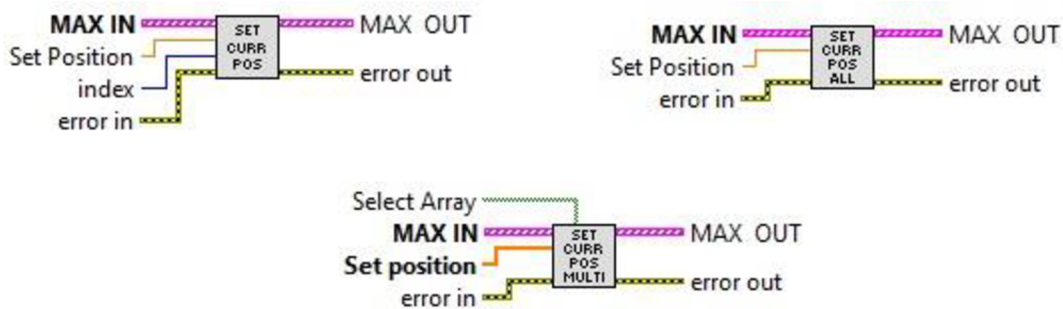 MAX IN
SET
CURR
POS
MAX OUT
Set Position
index
error in
error out
MAX IN
SET
CURR
POS
ALL
MAX OUT
Set Position
error in
error out
Select Array
MAX IN
SET
CURR
POS
MULTI
MAX OUT
Set position
error in
error out